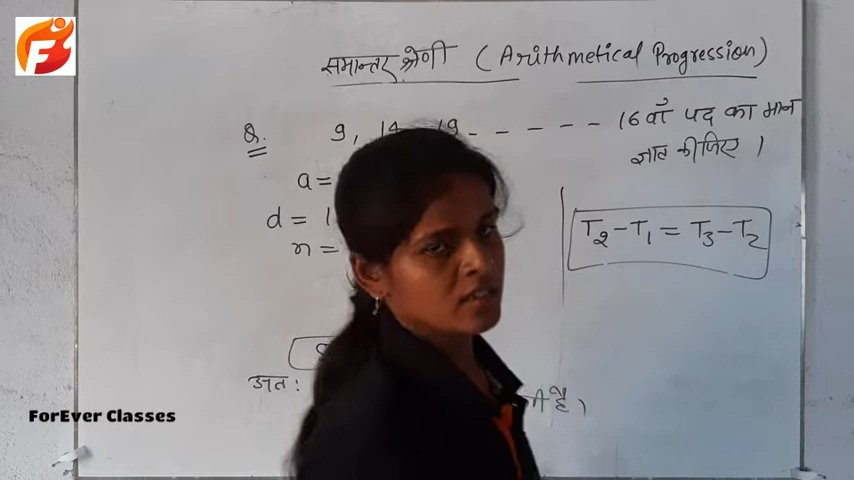 समान्तर श्रेणी ( Arithmetical Progression)
Q. 9, 14 19 - - - - - 16 वाँ पद का मान
ज्ञात कीजिए ।
a =
d = 1
n =
T2 - T1 = T3 - T2
अतः है ।
ForEver Classes